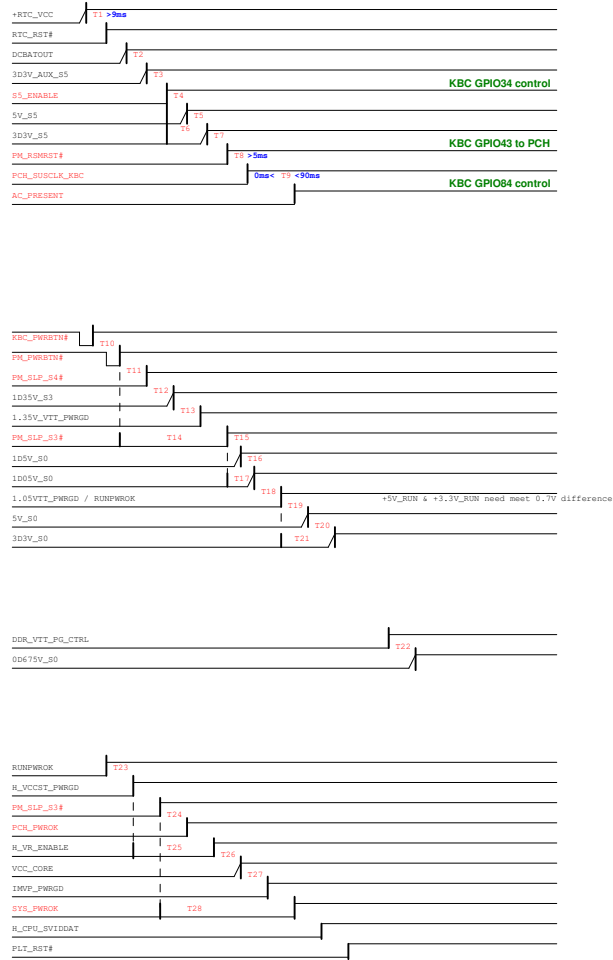 +RTC_VCC T1 >9ms
RTC_RST#
DCBATOUT T2
3D3V_AUX_S5 T3
KBC GPIO34 control
S5_ENABLE T4
5V_S5 T5
T6
3D3V_S5 T7
KBC GPIO43 to PCH
PM_RSMRST# T8 >5ms
PCH_SUSCLK_KBC 0ms< T9 <90ms
KBC GPIO84 control
AC_PRESENT
KBC_PWRBTN# T10
PM_PWRBTN#
PM_SLP_S4# T11
1D35V_S3 T12
1.35V_VTT_PWRGD T13
PM_SLP_S3# T14 T15
1D5V_S0 T16
1D05V_S0 T17
1.05VTT_PWRGD / RUNPWROK T18 +5V_RUN & +3.3V_RUN need meet 0.7V difference
5V_S0 T19
T20
3D3V_S0 T21
DDR_VTT_PG_CTRL T22
0D675V_S0
RUNPWROK T23
H_VCCST_PWRGD
PM_SLP_S3# T24
PCH_PWROK
H_VR_ENABLE T25 T26
VCC_CORE T27
IMVP_PWRGD
SYS_PWROK T28
H_CPU_SVIDDAT
PLT_RST#